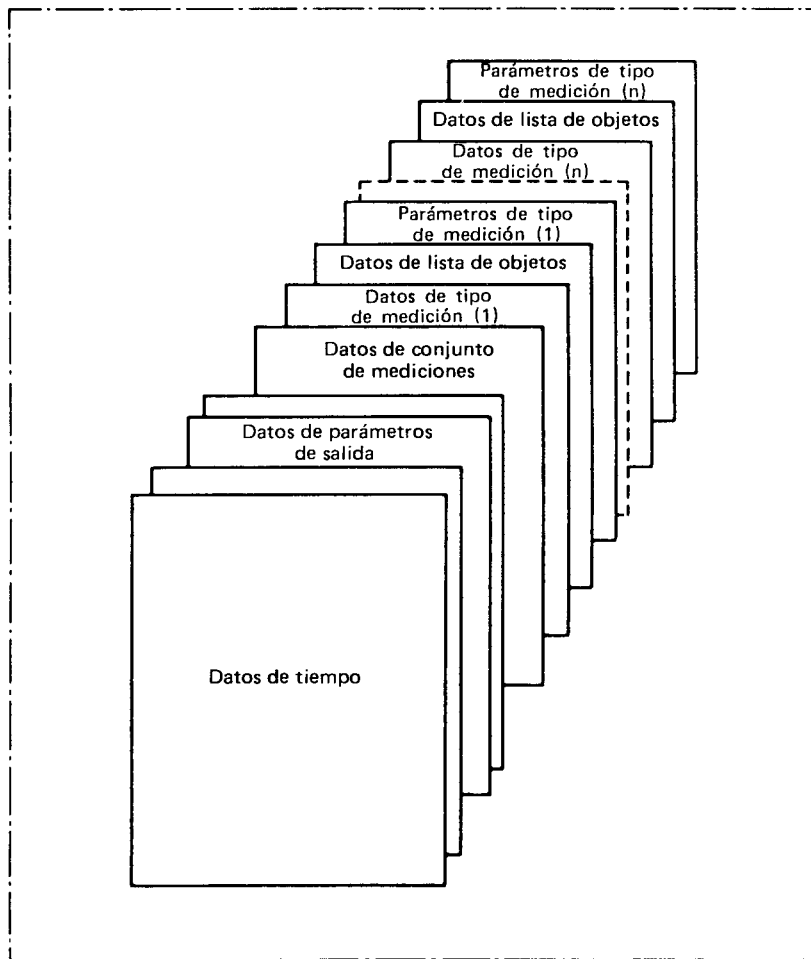 Parámetros de tipo
de medición (n)
Datos de lista de objetos
Datos de tipo
de medición (n)
Parámetros de tipo
de medición (1)
Datos de lista de objetos
Datos de tipo
de medición (1)
Datos de conjunto
de mediciones
Datos de parámetros
de salida
Datos de tiempo